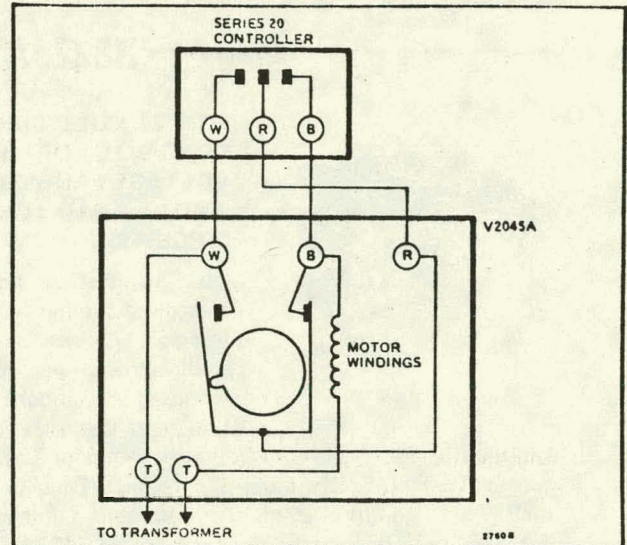 SERIES 20
CONTROLLER
W R B
V2045A
W B R
MOTOR
WINDINGS
T T
TO TRANSFORMER
2760B